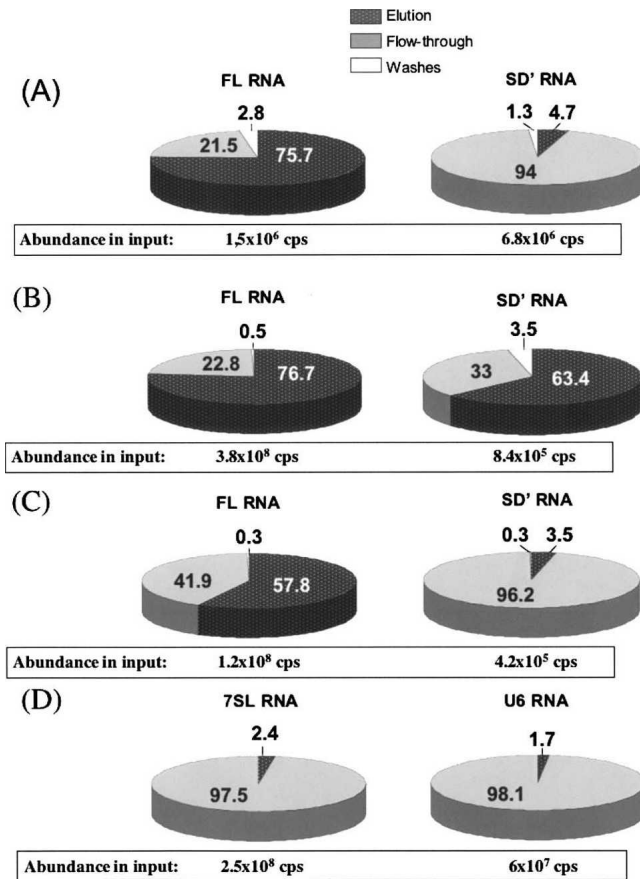 Elution
Flow-through
Washes
(A)
FL RNA
SD' RNA
2.8
1.3
4.7
21.5
75.7
94
Abundance in input: 1,5x10⁶ cps 6.8x10⁶ cps
(B)
FL RNA
SD' RNA
0.5
3.5
22.8
76.7
33
63.4
Abundance in input: 3.8x10⁸ cps 8.4x10⁵ cps
(C)
FL RNA
SD' RNA
0.3
0.3
3.5
41.9
57.8
96.2
Abundance in input: 1.2x10⁸ cps 4.2x10⁵ cps
(D)
7SL RNA
U6 RNA
2.4
1.7
97.5
98.1
Abundance in input: 2.5x10⁸ cps 6x10⁷ cps